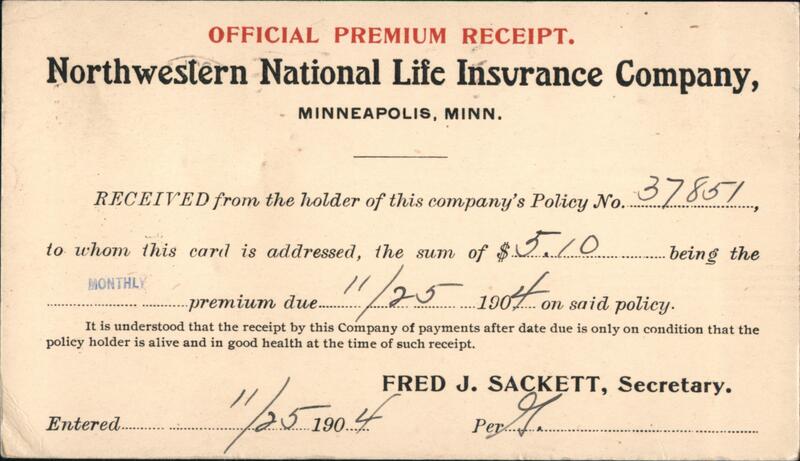 OFFICIAL PREMIUM RECEIPT.
Northwestern National Life Insurance Company,
MINNEAPOLIS, MINN.
RECEIVED from the holder of this company's Policy No. 37851,
to whom this card is addressed, the sum of $ 5.10 being the
MONTHLY premium due 11/25 1904 on said policy.
It is understood that the receipt by this Company of payments after date due is only on condition that the
policy holder is alive and in good health at the time of such receipt.
FRED J. SACKETT, Secretary.
Entered 11/25 1904 Per